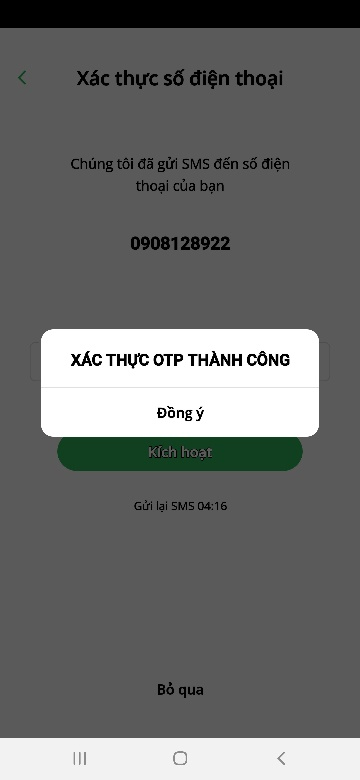 Xác thực số điện thoại
Chúng tôi đã gửi SMS đến số điện
thoại của bạn
0908128922
XÁC THỰC OTP THÀNH CÔNG
Đồng ý
Kích hoạt
Gửi lại SMS 04:16
Bỏ qua